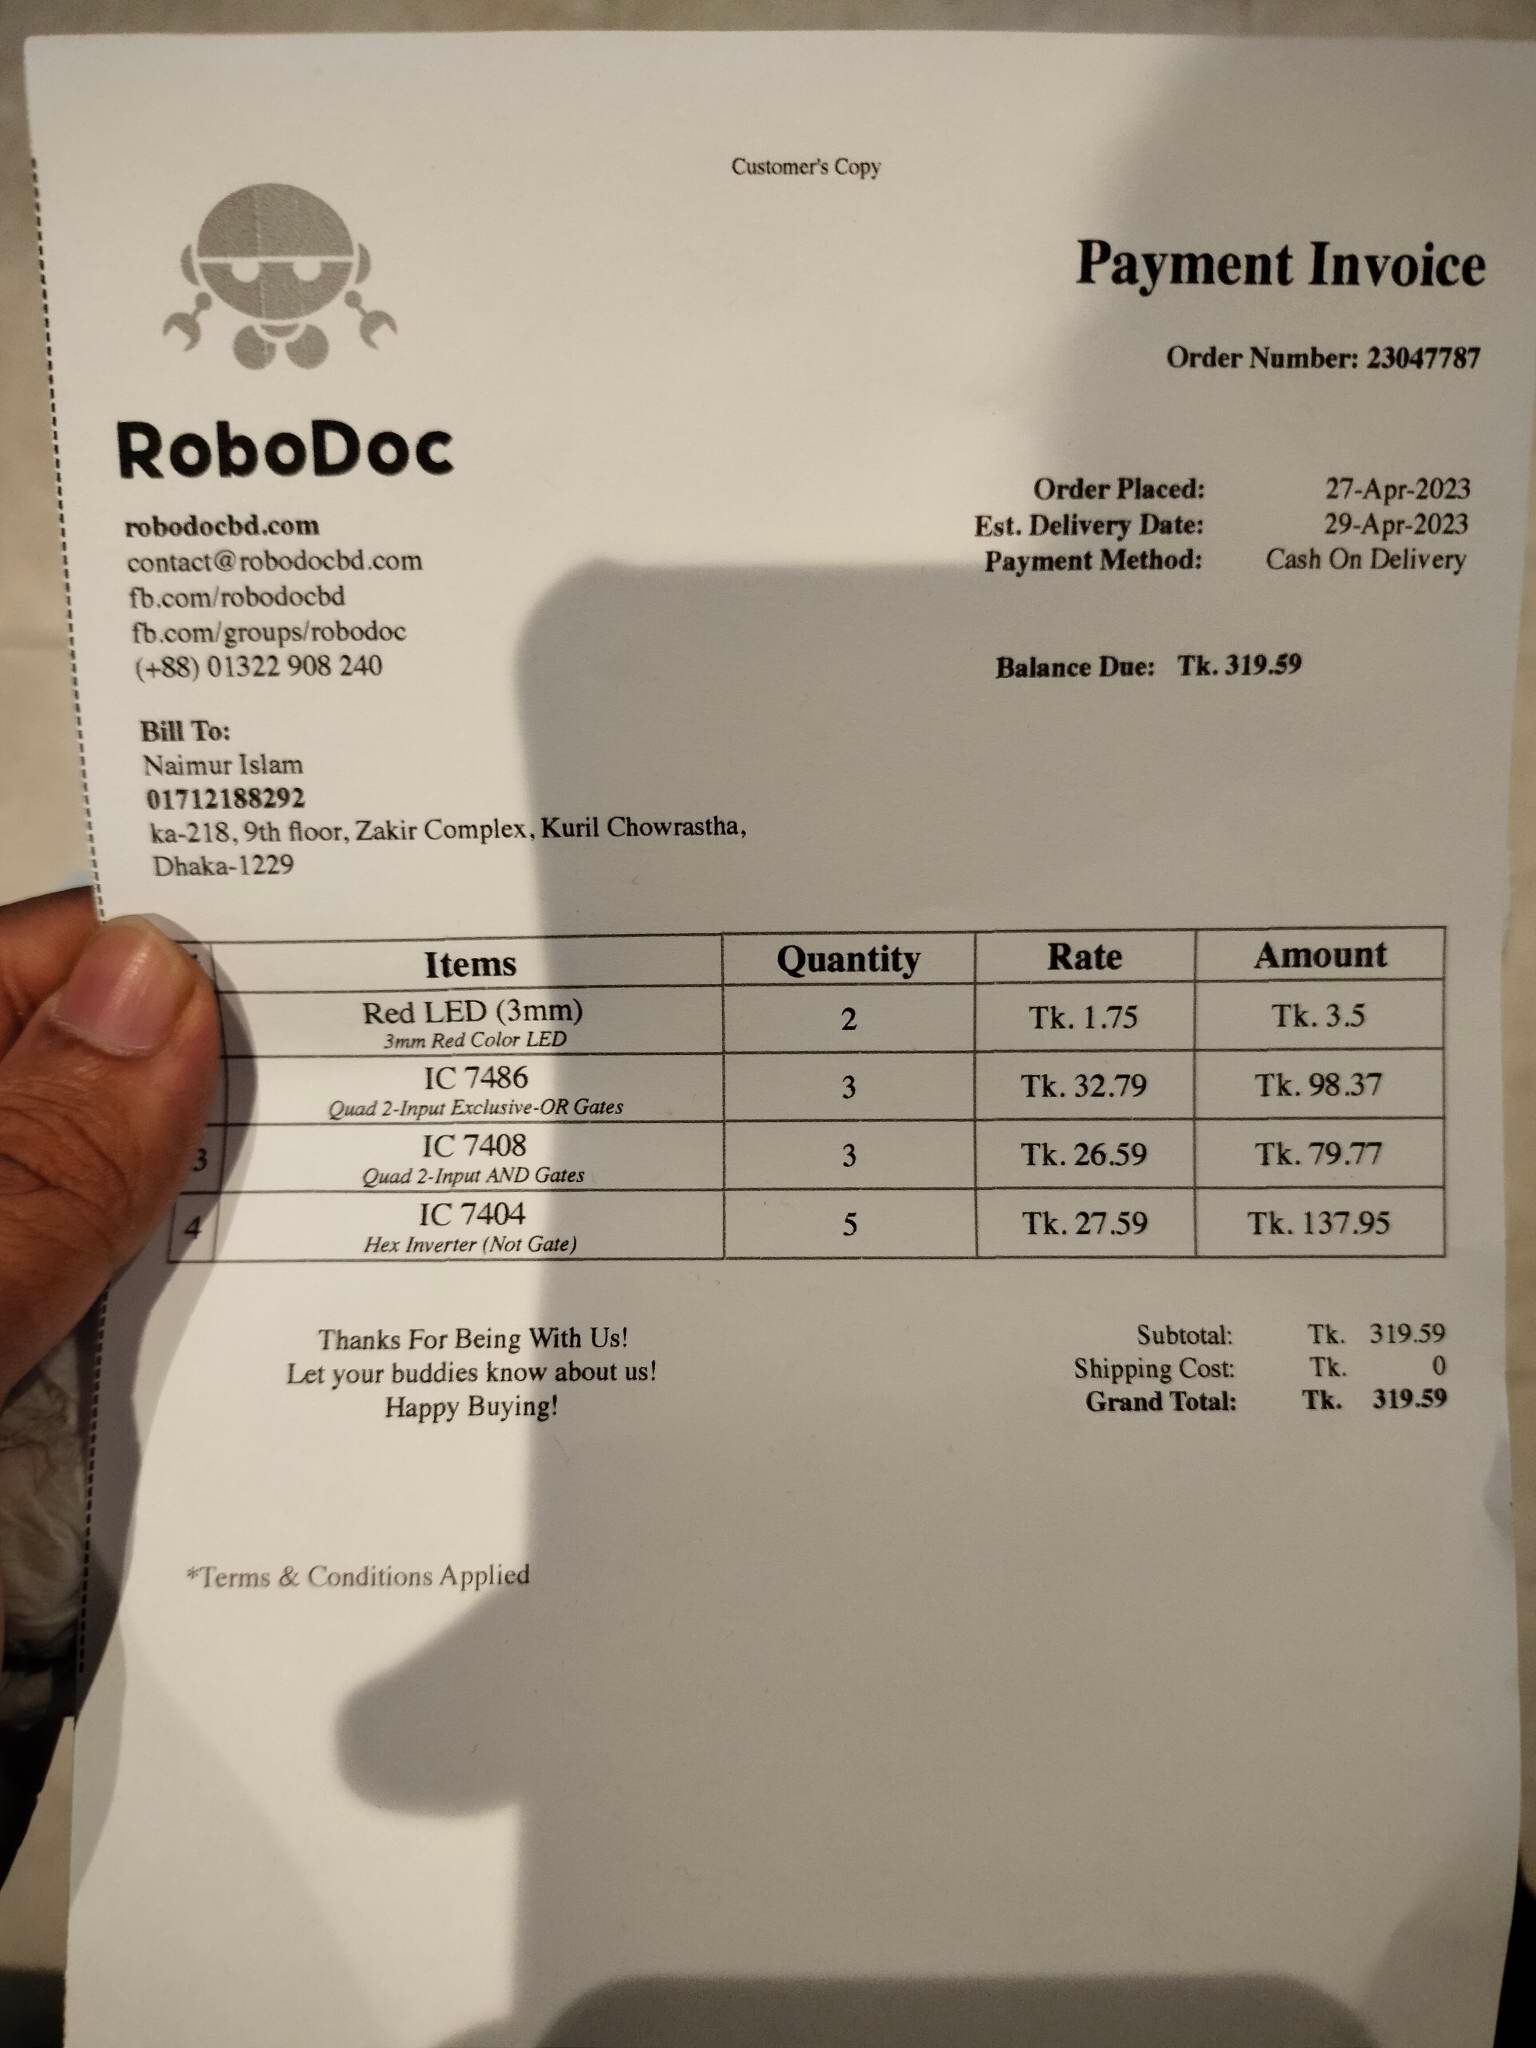 Customer's Copy
Payment Invoice
Order Number: 23047787
RoboDoc
robodocbd.com
contact@robodocbd.com
fb.com/robodocbd
fb.com/groups/robodoc
(+88) 01322 908 240
Order Placed: 27-Apr-2023
Est. Delivery Date: 29-Apr-2023
Payment Method: Cash On Delivery
Balance Due: Tk. 319.59
Bill To:
Naimur Islam
01712188292
ka-218, 9th floor, Zakir Complex, Kuril Chowrastha,
Dhaka-1229
Items Quantity Rate Amount
Red LED (3mm) 2 Tk. 1.75 Tk. 3.5
3mm Red Color LED
IC 7486 3 Tk. 32.79 Tk. 98.37
Quad 2-Input Exclusive-OR Gates
3 IC 7408 3 Tk. 26.59 Tk. 79.77
Quad 2-Input AND Gates
4 IC 7404 5 Tk. 27.59 Tk. 137.95
Hex Inverter (Not Gate)
Thanks For Being With Us!
Let your buddies know about us!
Happy Buying!
Subtotal: Tk. 319.59
Shipping Cost: Tk. 0
Grand Total: Tk. 319.59
*Terms & Conditions Applied